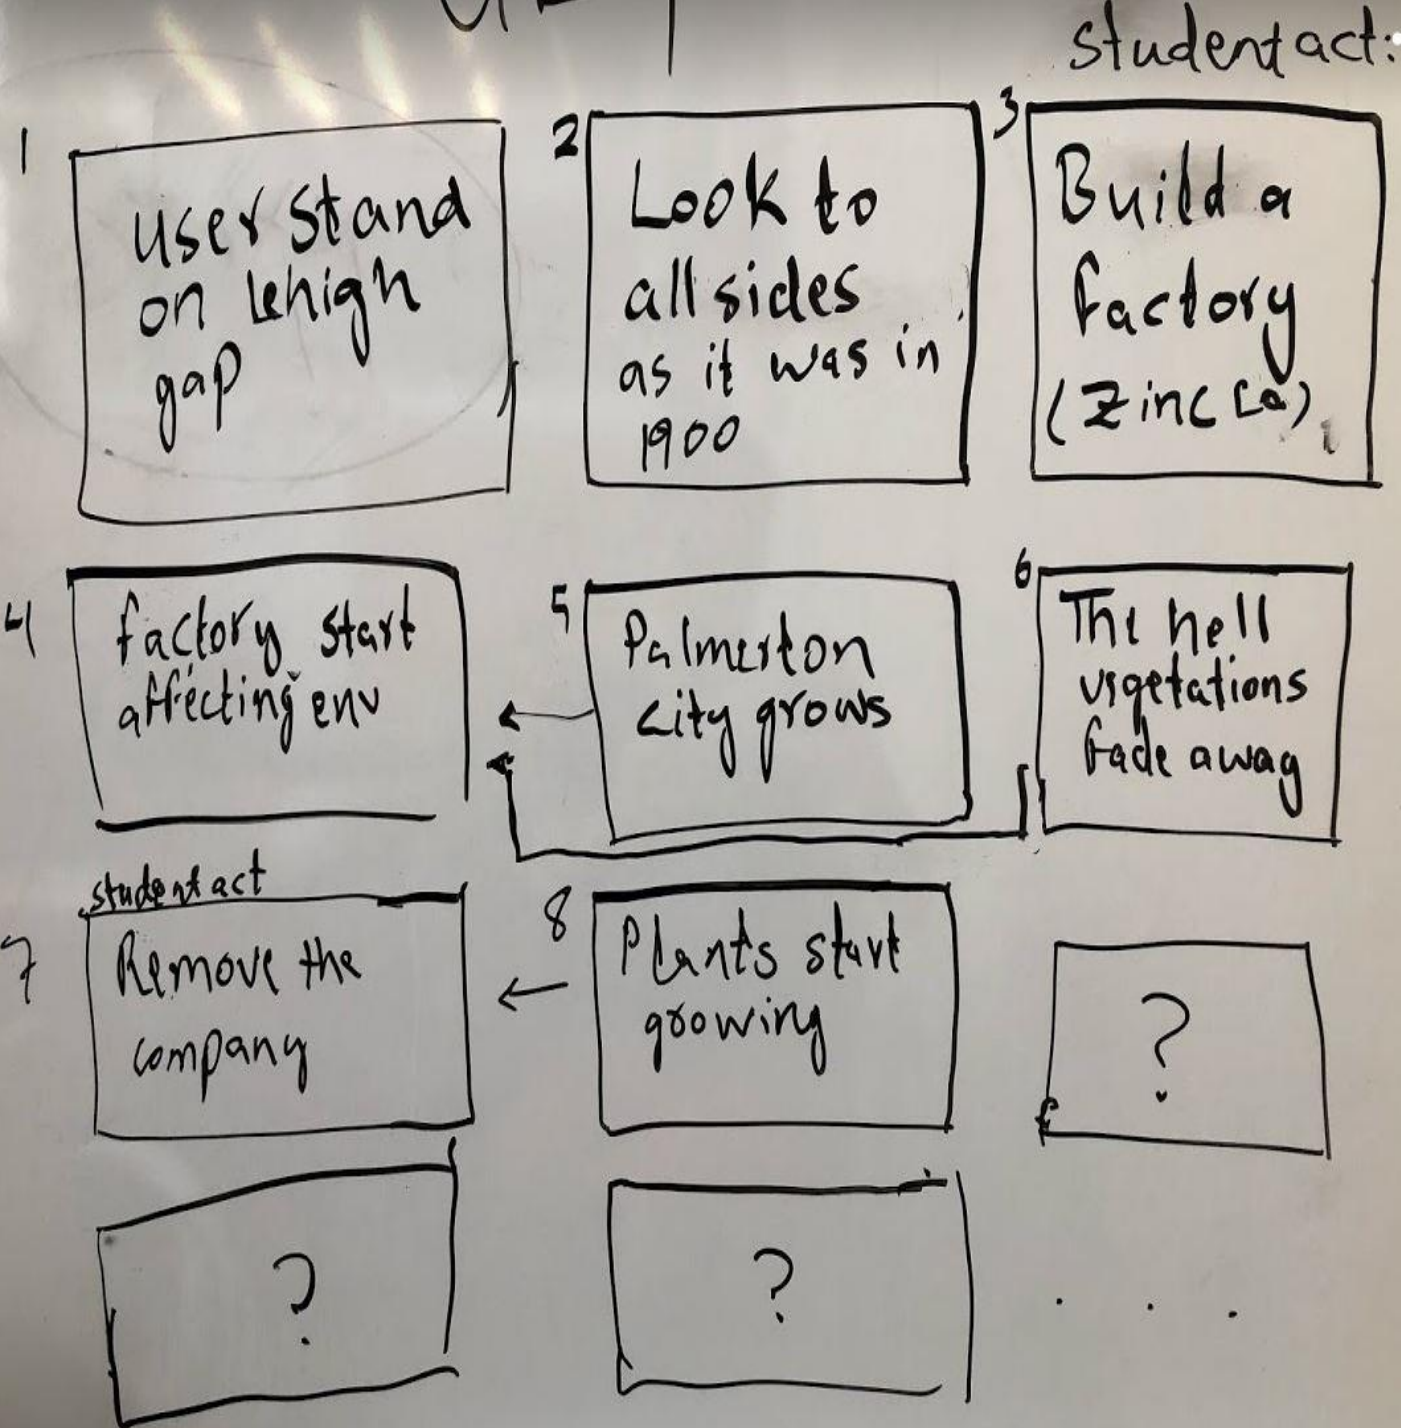 student act:
1
user stand
on Lehigh
gap
2
Look to
all sides
as it was in
1900
3
Build a
factory
(Zinc Co)
4
factory start
affecting env
5
Palmerton
city grows
6
The hell
vigetations
fade away
student act
7
Remove the
company
8
Plants start
growing
?
?
?
. . .